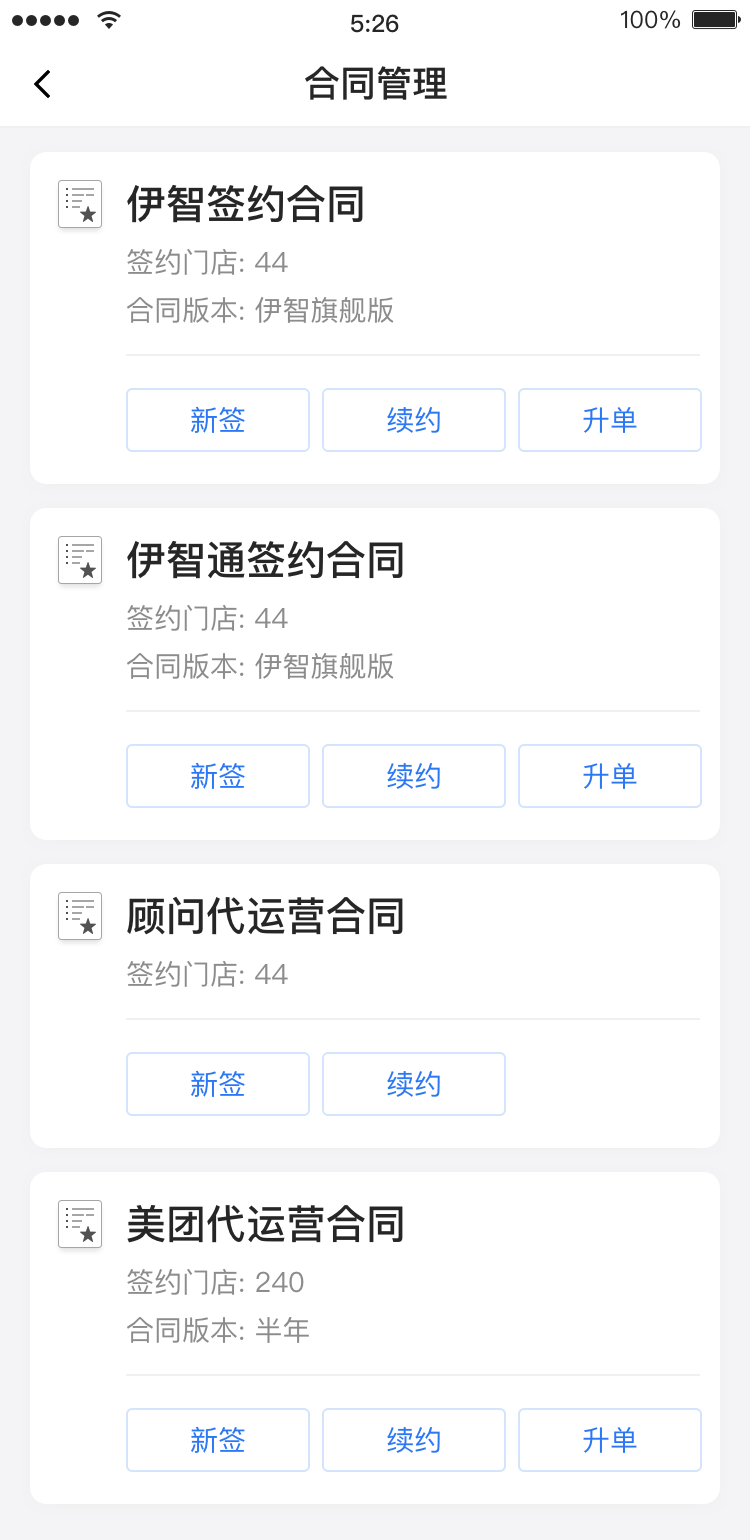 5:26
100%
合同管理
伊智签约合同
签约门店: 44
合同版本: 伊智旗舰版
新签
续约
升单
伊智通签约合同
签约门店: 44
合同版本: 伊智旗舰版
新签
续约
升单
顾问代运营合同
签约门店: 44
新签
续约
美团代运营合同
签约门店: 240
合同版本: 半年
新签
续约
升单